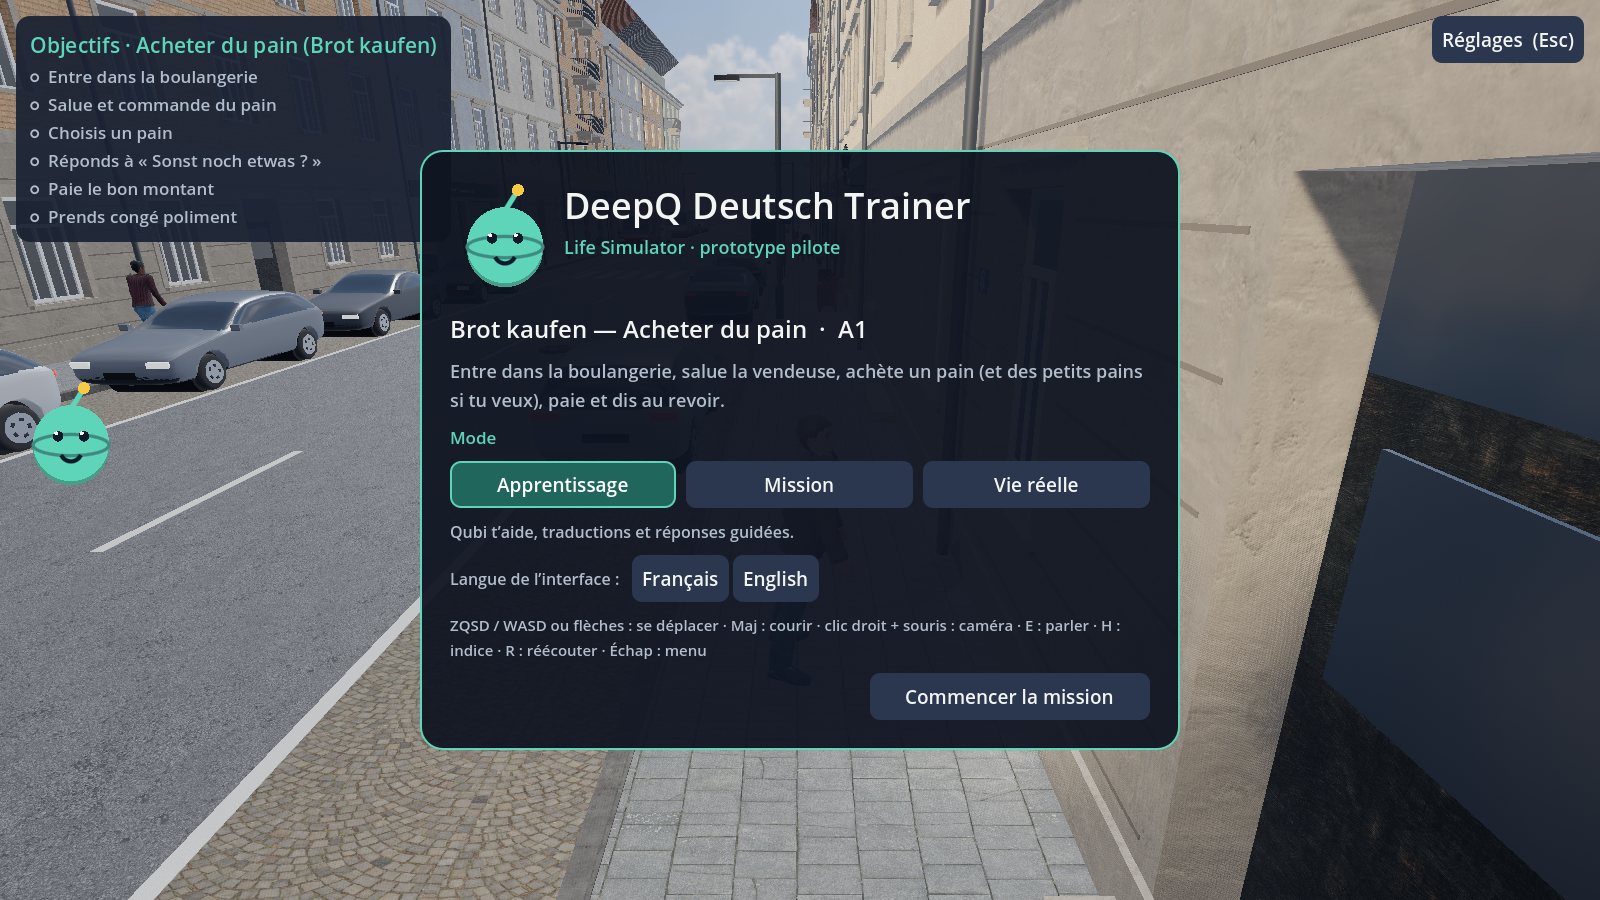 Objectifs · Acheter du pain (Brot kaufen)
Entre dans la boulangerie
Salue et commande du pain
Choisis un pain
Réponds à « Sonst noch etwas ? »
Paie le bon montant
Prends congé poliment
Réglages (Esc)
DeepQ Deutsch Trainer
Life Simulator · prototype pilote
Brot kaufen — Acheter du pain · A1
Entre dans la boulangerie, salue la vendeuse, achète un pain (et des petits pains
si tu veux), paie et dis au revoir.
Mode
Apprentissage
Mission
Vie réelle
Qubi t’aide, traductions et réponses guidées.
Langue de l’interface :
Français
English
ZQSD / WASD ou flèches : se déplacer · Maj : courir · clic droit + souris : caméra · E : parler · H :
indice · R : réécouter · Échap : menu
Commencer la mission